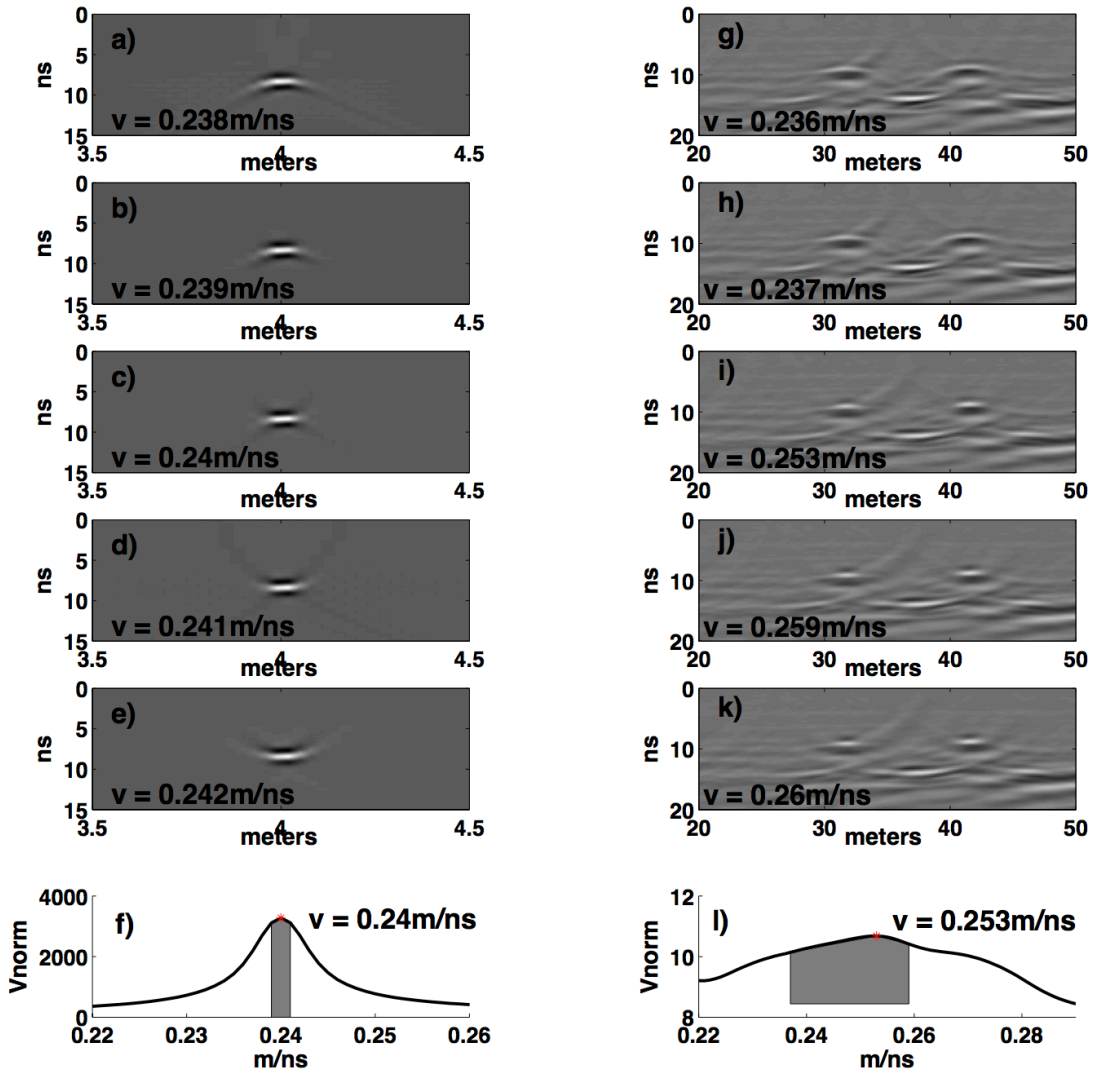 0
5
10
15
ns
a)
v = 0.238m/ns
3.5
4
4.5
meters
0
5
10
15
ns
b)
v = 0.239m/ns
3.5
4
4.5
meters
0
5
10
15
ns
c)
v = 0.24m/ns
3.5
4
4.5
meters
0
5
10
15
ns
d)
v = 0.241m/ns
3.5
4
4.5
meters
0
5
10
15
ns
e)
v = 0.242m/ns
3.5
4
4.5
meters
4000
2000
0
Vnorm
f)
v = 0.24m/ns
0.22 0.23 0.24 0.25 0.26
m/ns
0
10
20
ns
g)
v = 0.236m/ns
20 30 40 50
meters
0
10
20
ns
h)
v = 0.237m/ns
20 30 40 50
meters
0
10
20
ns
i)
v = 0.253m/ns
20 30 40 50
meters
0
10
20
ns
j)
v = 0.259m/ns
20 30 40 50
meters
0
10
20
ns
k)
v = 0.26m/ns
20 30 40 50
meters
12
10
8
Vnorm
l)
v = 0.253m/ns
0.22 0.24 0.26 0.28
m/ns